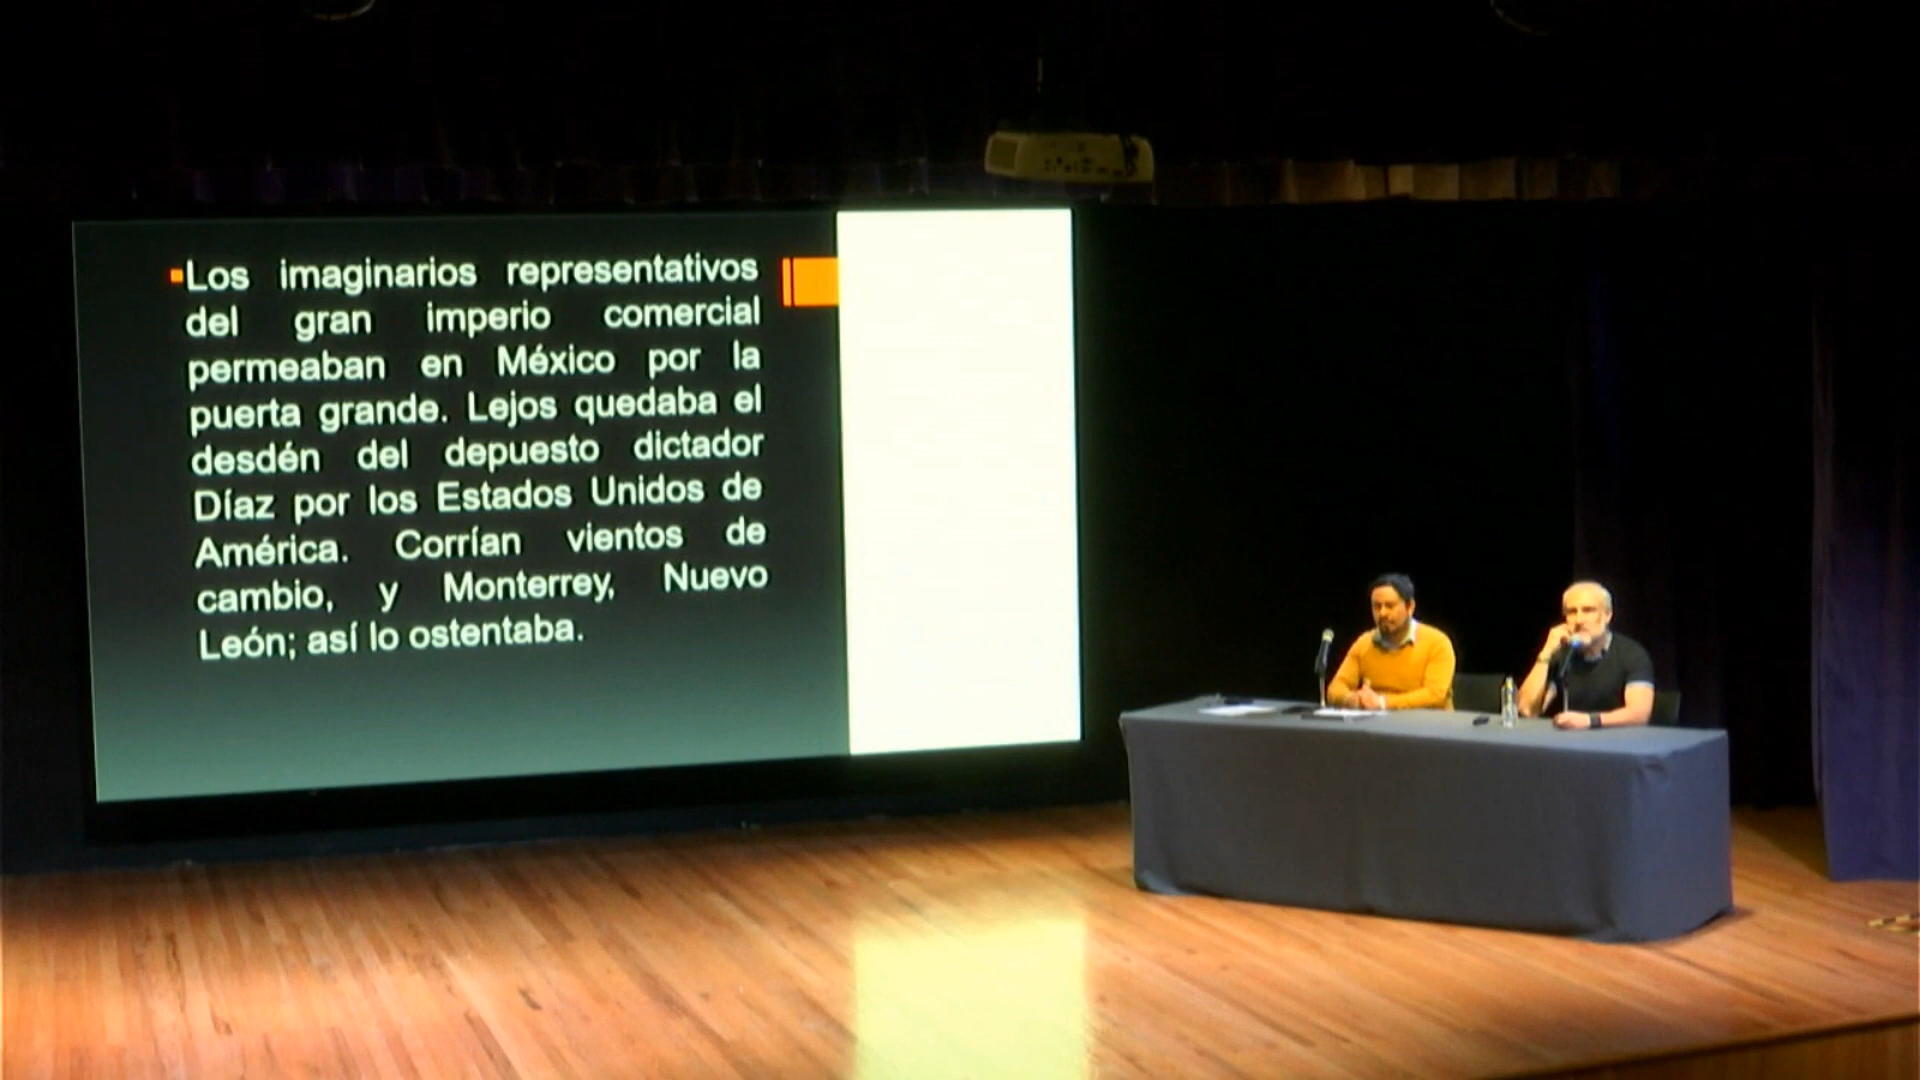 Los imaginarios representativos
del gran imperio comercial
permeaban en México por la
puerta grande. Lejos quedaba el
desdén del depuesto dictador
Díaz por los Estados Unidos de
América. Corrían vientos de
cambio, y Monterrey, Nuevo
León; así lo ostentaba.